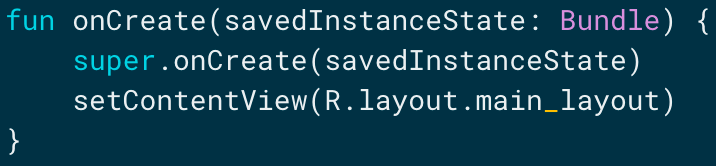 fun onCreate(savedInstanceState: Bundle) {
    super.onCreate(savedInstanceState)
    setContentView(R.layout.main_layout)
}